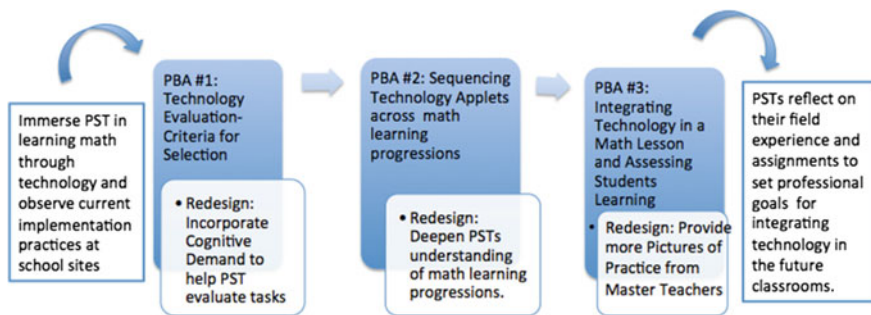 Immerse PST in
learning math
through
technology and
observe current
implementation
practices at
school sites
PBA #1:
Technology
Evaluation-
Criteria for
Selection
• Redesign:
Incorporate
Cognitive
Demand to
help PST
evaluate tasks
PBA #2: Sequencing
Technology Applets
across math
learning
progressions
• Redesign:
Deepen PSTs
understanding
of math learning
progressions.
PBA #3:
Integrating
Technology in a
Math Lesson and
Assessing
Students
Learning
• Redesign: Provide
more Pictures of
Practice from
Master Teachers
PSTs reflect on
their field
experience and
assignments to
set professional
goals for
integrating
technology in
the future
classrooms.